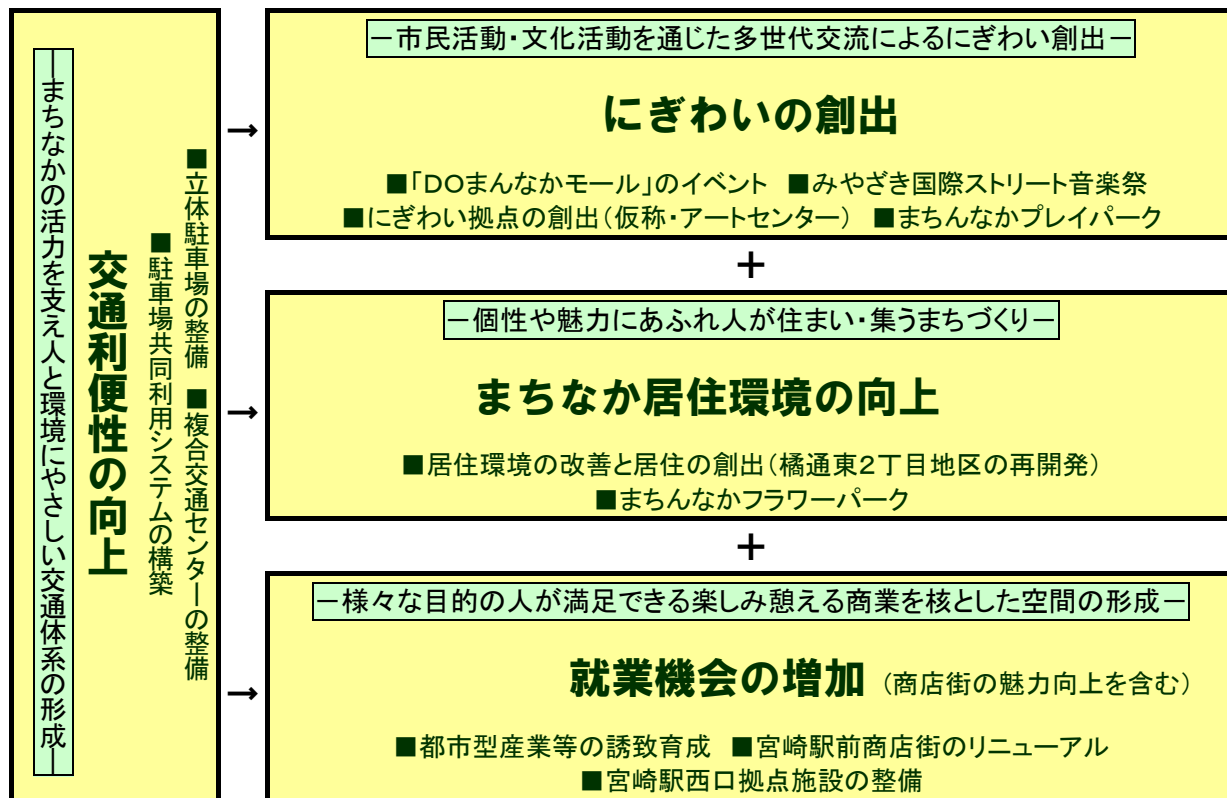 ―まちなかの活力を支え人と環境にやさしい交通体系の形成―
交通利便性の向上
■立体駐車場の整備 ■複合交通センターの整備
■駐車場共同利用システムの構築
→
→
→
－市民活動・文化活動を通じた多世代交流によるにぎわい創出－
にぎわいの創出
■「DOまんなかモール」のイベント ■みやざき国際ストリート音楽祭
■にぎわい拠点の創出（仮称・アートセンター） ■まちんなかプレイパーク
＋
－個性や魅力にあふれ人が住まい・集うまちづくり－
まちなか居住環境の向上
■居住環境の改善と居住の創出（橘通東２丁目地区の再開発）
■まちんなかフラワーパーク
＋
－様々な目的の人が満足できる楽しみ憩える商業を核とした空間の形成－
就業機会の増加（商店街の魅力向上を含む）
■都市型産業等の誘致育成 ■宮崎駅前商店街のリニューアル
■宮崎駅西口拠点施設の整備